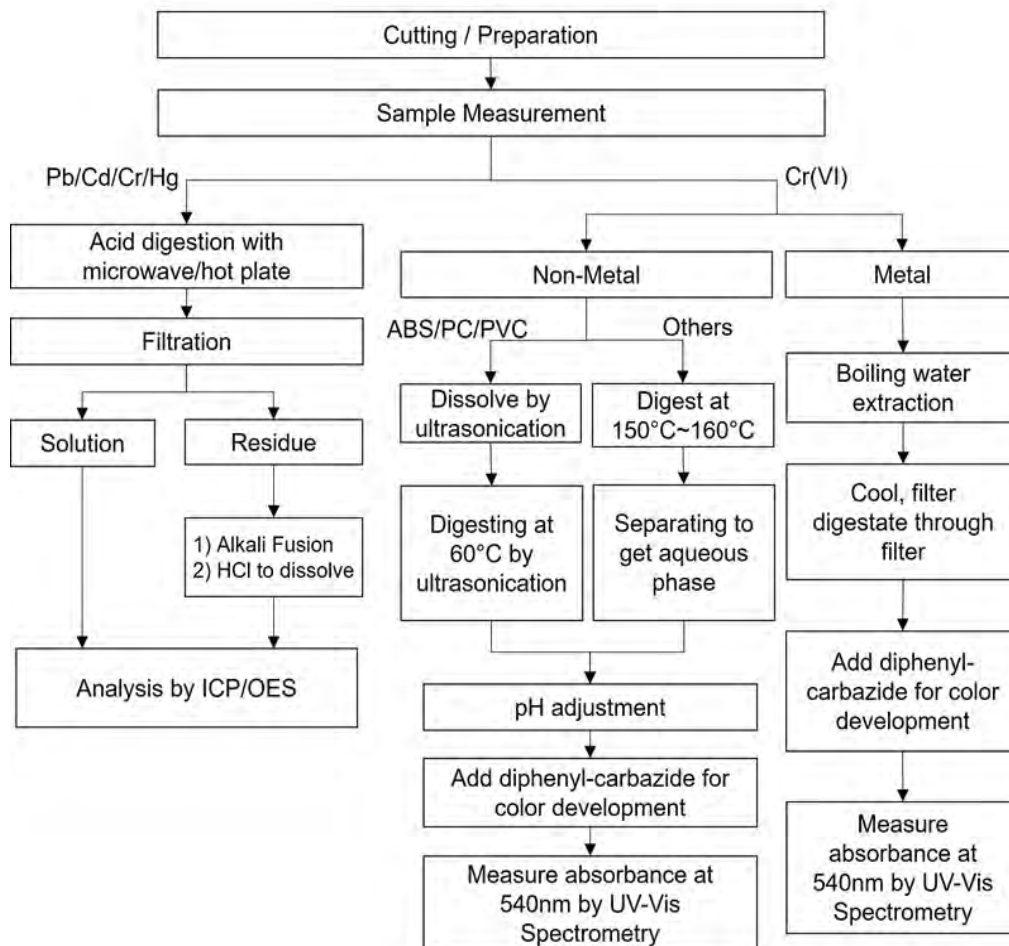 Cutting / Preparation
Sample Measurement
Pb/Cd/Cr/Hg
Cr(VI)
Acid digestion with
microwave/hot plate
Non-Metal
Metal
Filtration
ABS/PC/PVC
Others
Solution
Residue
Dissolve by
ultrasonication
Digest at
150°C~160°C
Boiling water
extraction
1) Alkali Fusion
2) HCl to dissolve
Digesting at
60°C by
ultrasonication
Separating to
get aqueous
phase
Cool, filter
digestate through
filter
Analysis by ICP/OES
pH adjustment
Add diphenyl-
carbazide for color
development
Add diphenyl-carbazide for
color development
Measure absorbance at
540nm by UV-Vis
Spectrometry
Measure
absorbance at
540nm by UV-Vis
Spectrometry